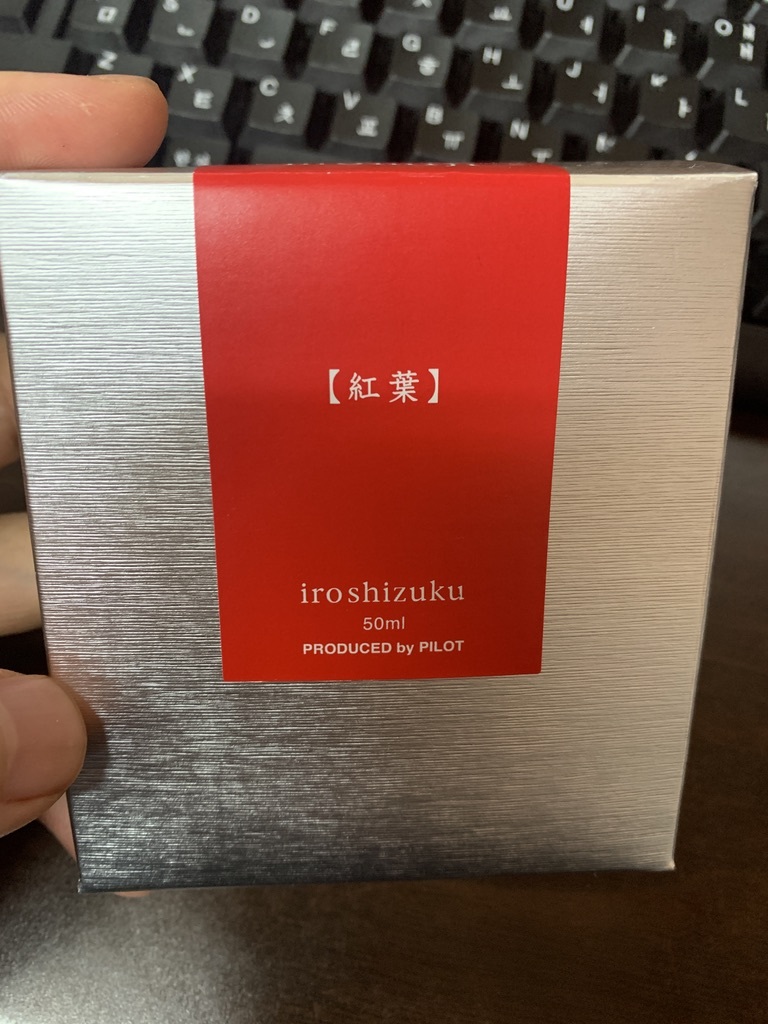 S D F G H J
Z X C V B N L
ㄴ ㅇ ㄹ ㅎ ㅗ ㅓ ㅏ
ㅌ ㅊ ㅍ ㅠ
【紅葉】
iroshizuku
50ml
PRODUCED by PILOT